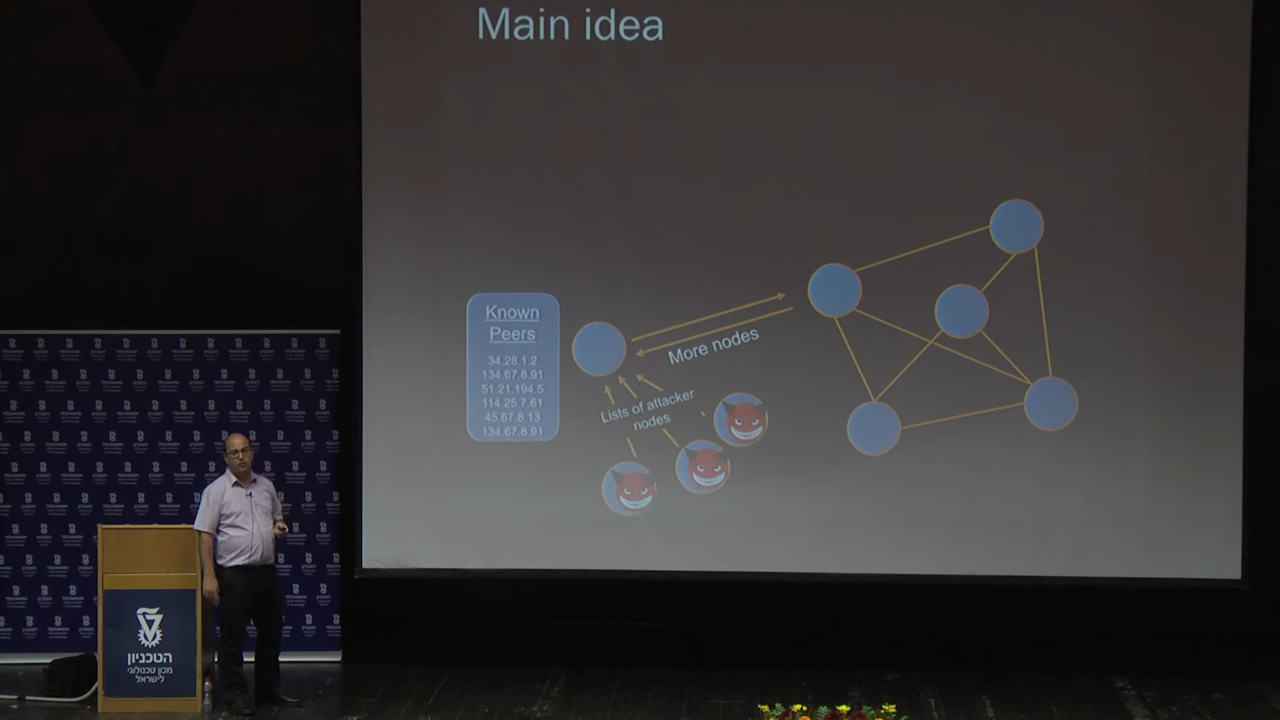 Main idea
Known
Peers
34.28.1.2
134.67.8.91
51.21.194.5
114.25.7.61
45.67.8.13
134.67.8.91
More nodes
Lists of attacker
nodes
הטכניון
מכון טכנולוגי
לישראל